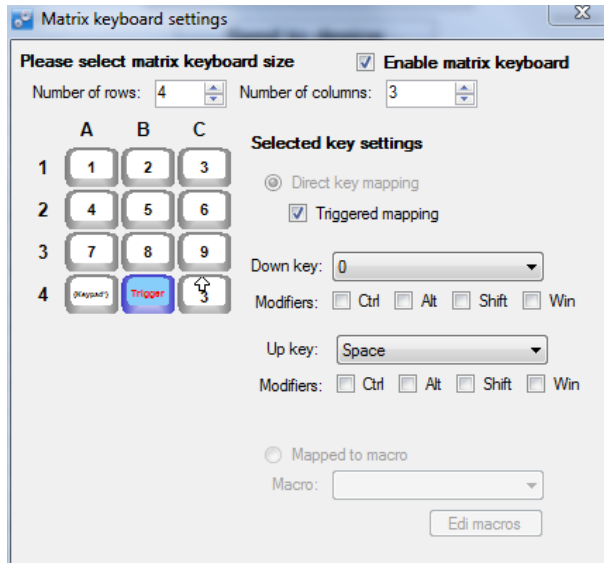 Matrix keyboard settings
Please select matrix keyboard size
Enable matrix keyboard
Number of rows: 4
Number of columns: 3
A B C
1 1 2 3
2 4 5 6
3 7 8 9
4 {Keypad*} Trigger 3
Selected key settings
Direct key mapping
Triggered mapping
Down key: 0
Modifiers: Ctrl Alt Shift Win
Up key: Space
Modifiers: Ctrl Alt Shift Win
Mapped to macro
Macro:
Edi macros